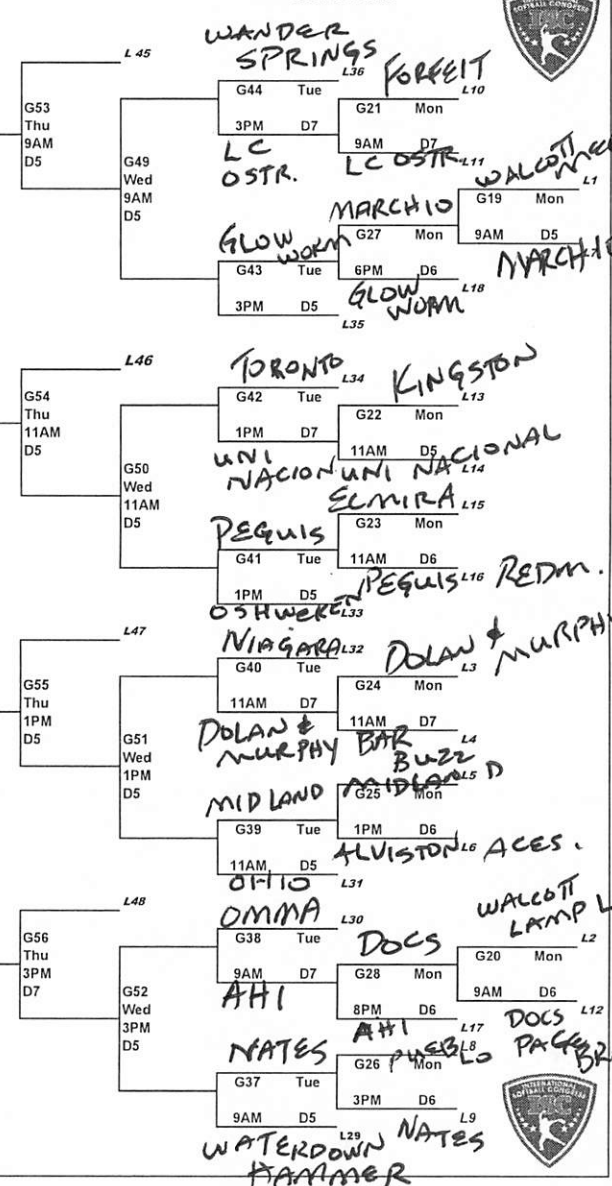 SOFTBALL CONGRESS
L 45
WANDER
SPRINGS
L36
G44 Tue
3PM D7
LC
OSTR.
FORFEIT
L10
G21 Mon
9AM D7
LC OSTR. L11
G53
Thu
9AM
D5
G49
Wed
9AM
D5
WALCOTT
L1
G19 Mon
9AM D5
MARCHIO
G27 Mon
6PM D6
GLOW
WORM
L18
GLOW
WORM
G43 Tue
3PM D5
L35
L46
G54
Thu
11AM
D5
G50
Wed
11AM
D5
TORONTO
L34
G42 Tue
1PM D7
UNI
NACION
KINGSTON
L13
G22 Mon
11AM D5
UNI NACIONAL
L14
ELMIRA L15
G23 Mon
11AM D6
PEGUIS L16 REDM.
PEGUIS
G41 Tue
1PM D5
OSHWEKEN
L33
L47
G55
Thu
1PM
D5
G51
Wed
1PM
D5
NIAGARA L32
G40 Tue
11AM D7
DOLAN &
MURPHY
DOLAN &
MURPHY
L3
G24 Mon
11AM D7
L4
BAR
BUZZ
MIDLAND
L5
G25 Mon
1PM D6
ALVISTON L6 ACES.
MIDLAND
G39 Tue
11AM D5
OHIO
L31
L48
G56
Thu
3PM
D7
G52
Wed
3PM
D5
OMMA
L30
G38 Tue
9AM D7
AHI
DOCS
G28 Mon
8PM D6
AHI
L17
WALCOTT
LAMP L
L2
G20 Mon
9AM D6
L12
DOCS
L8
G26 Mon
3PM D6
L9
NATES
NATES
G37 Tue
9AM D5
L29
WATERDOWN
HAMMER
INTERNATIONAL
SOFTBALL CONGRESS